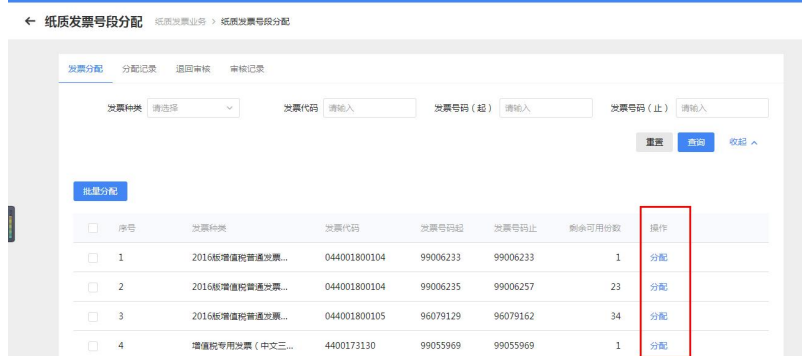 ← 纸质发票号段分配 纸质发票业务 > 纸质发票号段分配
发票分配 分配记录 退回审核 审核记录
发票种类 请选择 发票代码 请输入 发票号码（起） 请输入 发票号码（止） 请输入
重置 查询 收起
批量分配
序号 发票种类 发票代码 发票号码起 发票号码止 剩余可用份数 操作
1 2016版增值税普通发票... 044001800104 99006233 99006233 1 分配
2 2016版增值税普通发票... 044001800104 99006235 99006257 23 分配
3 2016版增值税普通发票... 044001800105 96079129 96079162 34 分配
4 增值税专用发票（中文三... 4400173130 99055969 99055969 1 分配